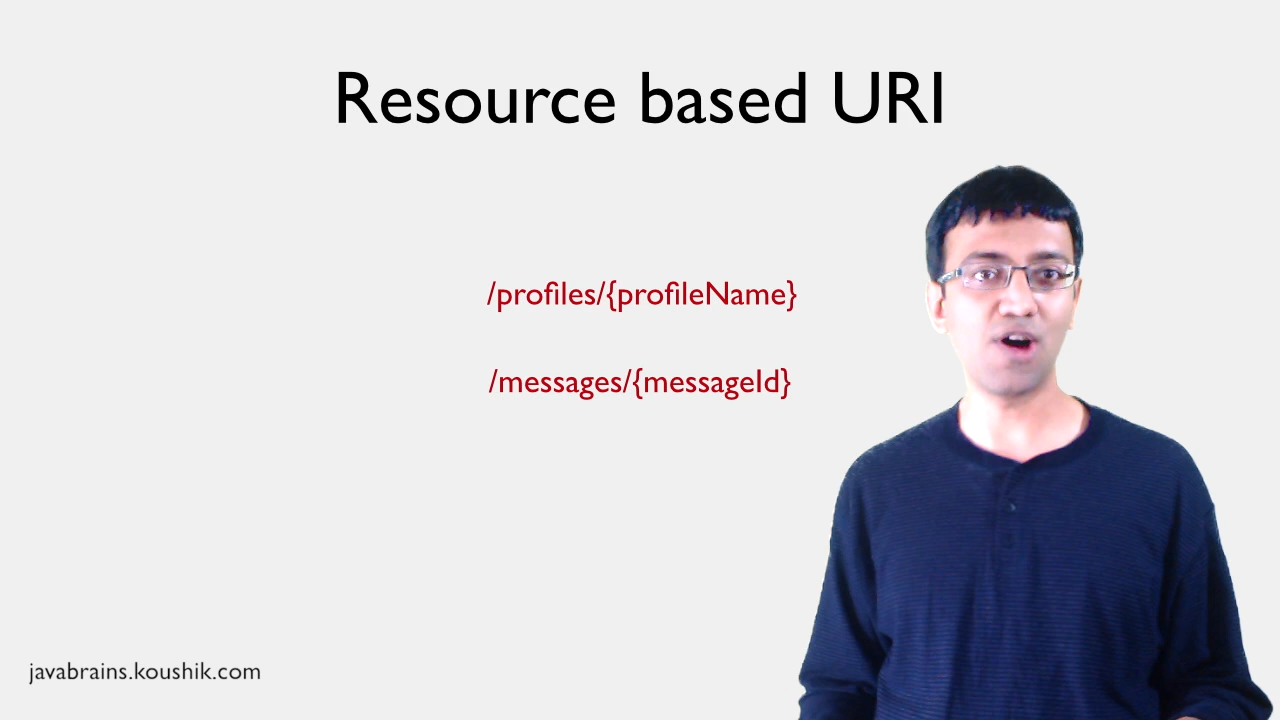 Resource based URI
/profiles/{profileName}
/messages/{messageId}
javabrains.koushik.com